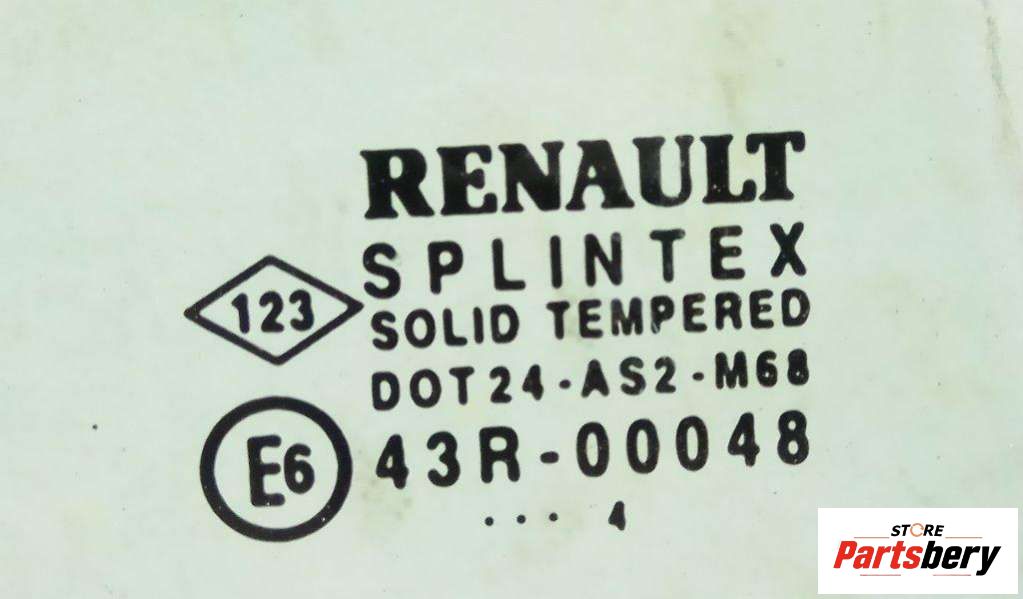 RENAULT
SPLINTEX
123
SOLID TEMPERED
DOT24-AS2-M68
E6
43R-00048
... 4
STORE
Partsbery